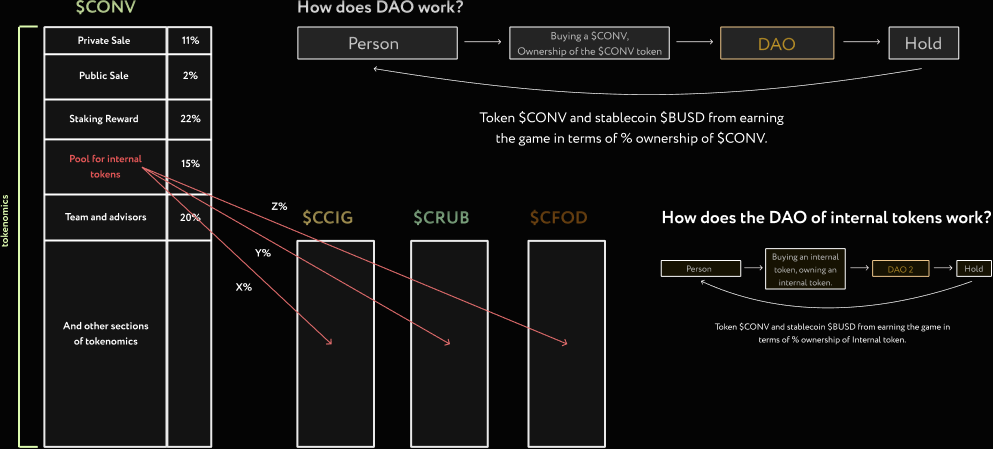 $CONV
How does DAO work?
Private Sale 11%
Person
Buying a $CONV,
Ownership of the $CONV token
DAO
Hold
Public Sale 2%
Staking Reward 22%
Token $CONV and stablecoin $BUSD from earning
the game in terms of % ownership of $CONV.
Pool for internal
tokens
15%
Team and advisors 20%
tokenomics
Z%
Y%
X%
$CCIG
$CRUB
$CFOD
And other sections
of tokenomics
How does the DAO of internal tokens work?
Person
Buying an internal
token, owning an
internal token.
DAO 2
Hold
Token $CONV and stablecoin $BUSD from earning the game in
terms of % ownership of Internal token.